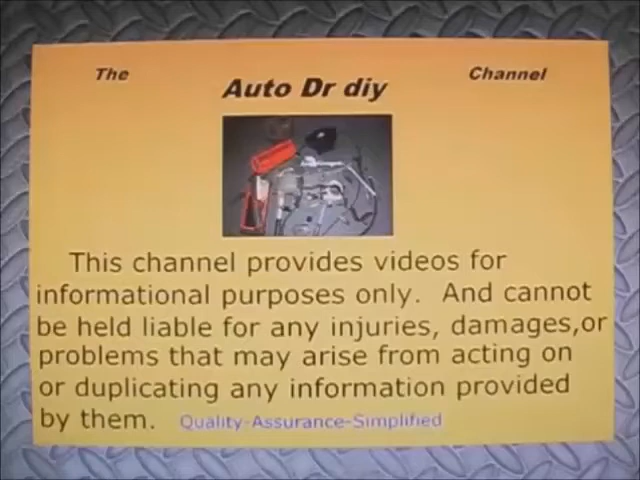 The Auto Dr diy Channel
This channel provides videos for
informational purposes only. And cannot
be held liable for any injuries, damages,or
problems that may arise from acting on
or duplicating any information provided
by them. Quality-Assurance-Simplified